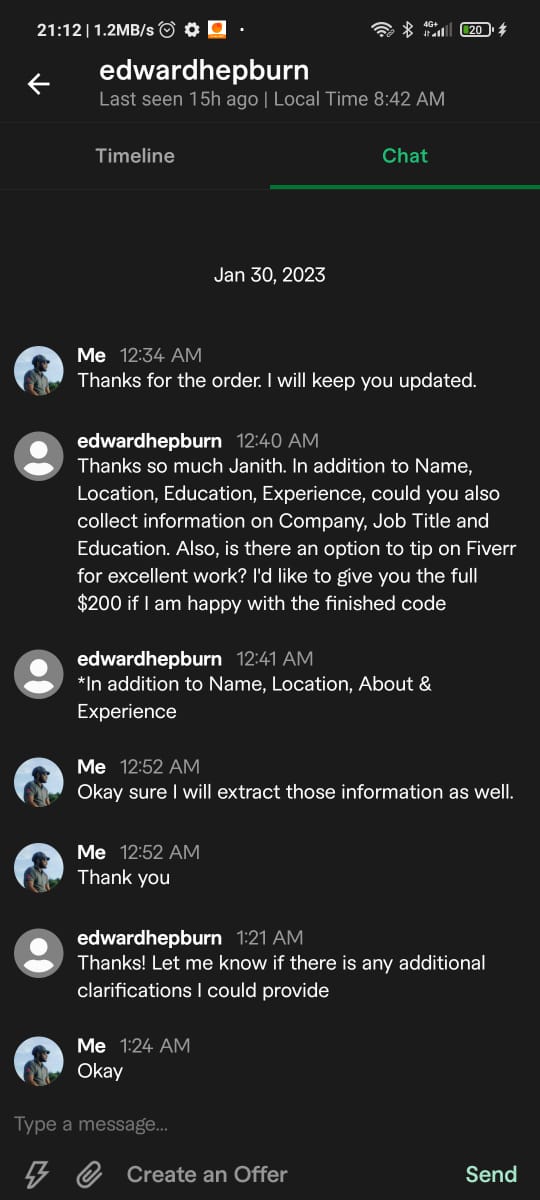 21:12 | 1.2MB/s
4G+
20
edwardhepburn
Last seen 15h ago | Local Time 8:42 AM
Timeline
Chat
Jan 30, 2023
Me 12:34 AM
Thanks for the order. I will keep you updated.
edwardhepburn 12:40 AM
Thanks so much Janith. In addition to Name,
Location, Education, Experience, could you also
collect information on Company, Job Title and
Education. Also, is there an option to tip on Fiverr
for excellent work? I'd like to give you the full
$200 if I am happy with the finished code
edwardhepburn 12:41 AM
*In addition to Name, Location, About &
Experience
Me 12:52 AM
Okay sure I will extract those information as well.
Me 12:52 AM
Thank you
edwardhepburn 1:21 AM
Thanks! Let me know if there is any additional
clarifications I could provide
Me 1:24 AM
Okay
Type a message...
Create an Offer
Send